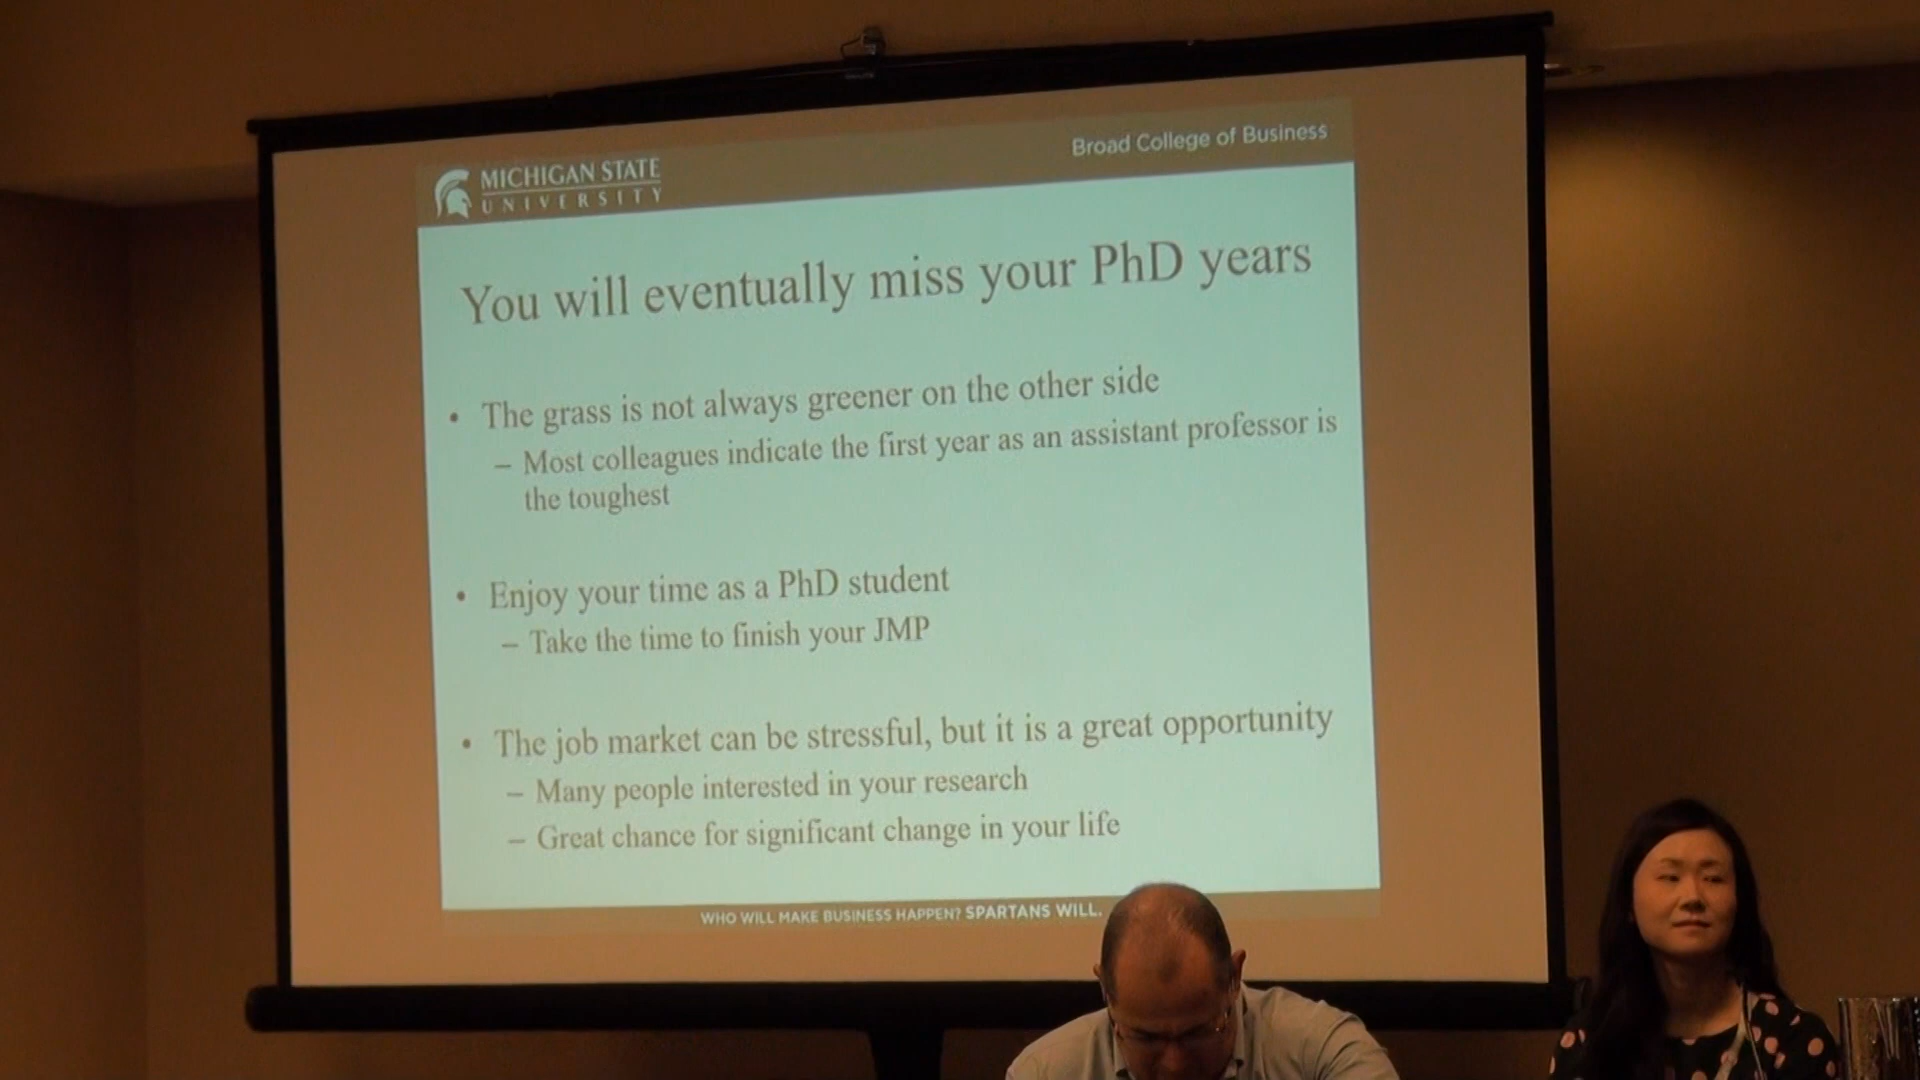 MICHIGAN STATE
UNIVERSITY
Broad College of Business
You will eventually miss your PhD years
• The grass is not always greener on the other side
– Most colleagues indicate the first year as an assistant professor is
the toughest
• Enjoy your time as a PhD student
– Take the time to finish your JMP
• The job market can be stressful, but it is a great opportunity
– Many people interested in your research
– Great chance for significant change in your life
WHO WILL MAKE BUSINESS HAPPEN? SPARTANS WILL.